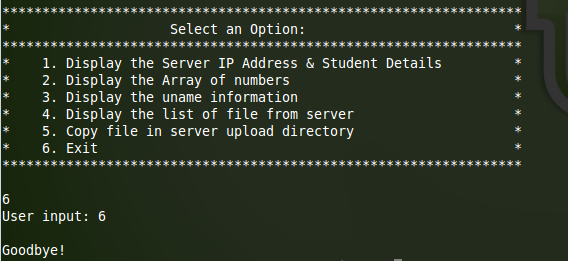 *****************************************************************
*                    Select an Option:                          *
*****************************************************************
*    1. Display the Server IP Address & Student Details         *
*    2. Display the Array of numbers                            *
*    3. Display the uname information                           *
*    4. Display the list of file from server                    *
*    5. Copy file in server upload directory                    *
*    6. Exit                                                    *
*****************************************************************
6
User input: 6
Goodbye!